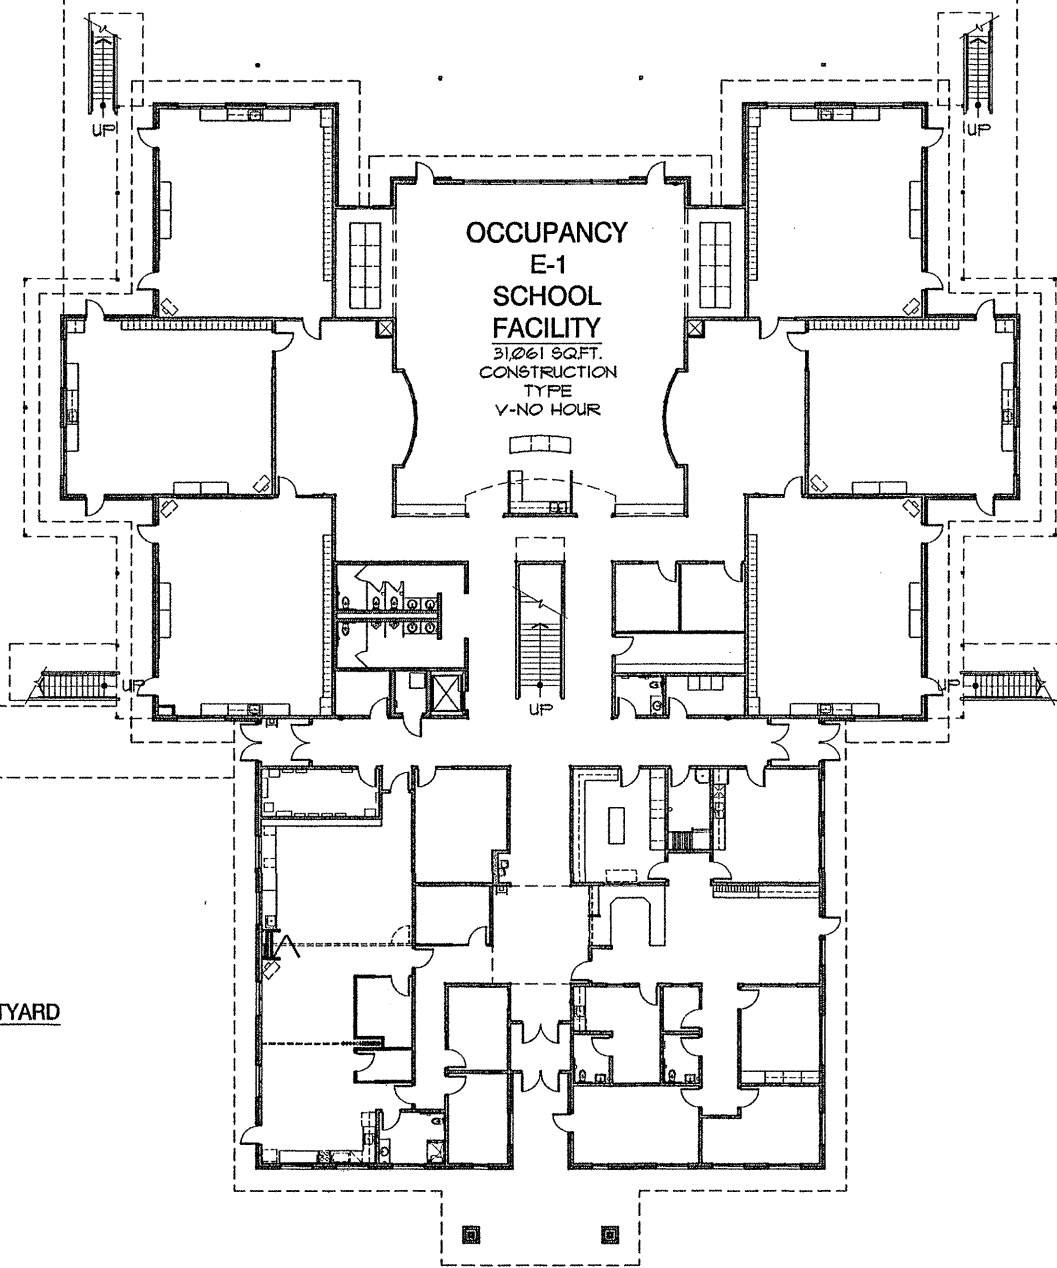 UP
UP
OCCUPANCY
E-1
SCHOOL
FACILITY
31,061 SQ.FT.
CONSTRUCTION
TYPE
V-NO HOUR
UP
UP
UP
TYARD